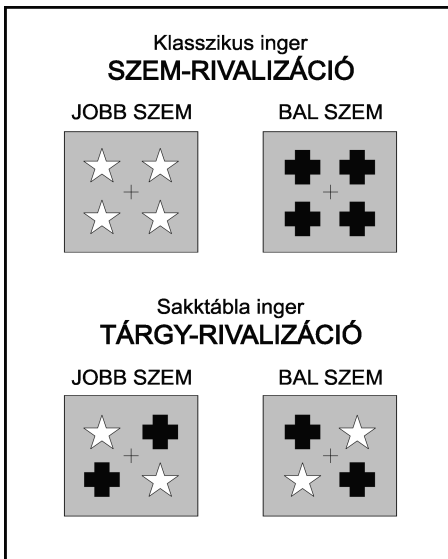 Klasszikus inger
SZEM-RIVALIZÁCIÓ
JOBB SZEM BAL SZEM
Sakktábla inger
TÁRGY-RIVALIZÁCIÓ
JOBB SZEM BAL SZEM